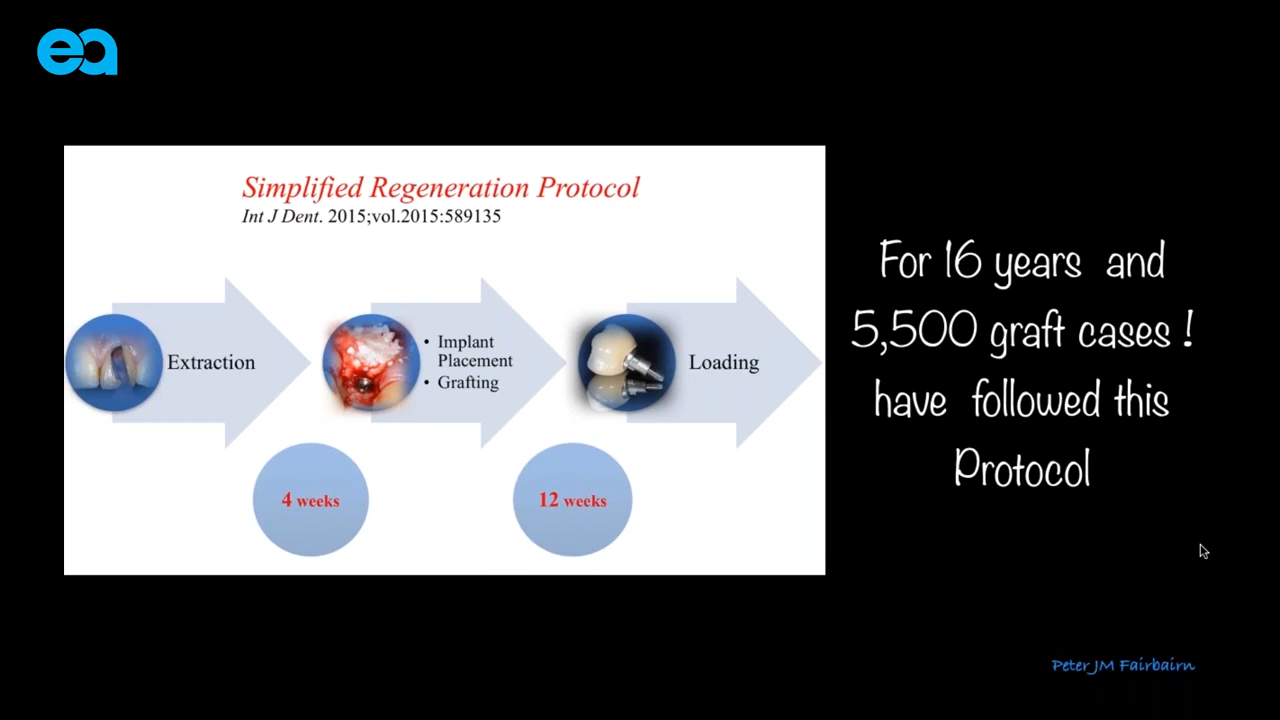 ea
Simplified Regeneration Protocol
Int J Dent. 2015;vol.2015:589135
Extraction
• Implant
Placement
• Grafting
Loading
4 weeks
12 weeks
For 16 years and
5,500 graft cases !
have followed this
Protocol
Peter JM Fairbairn